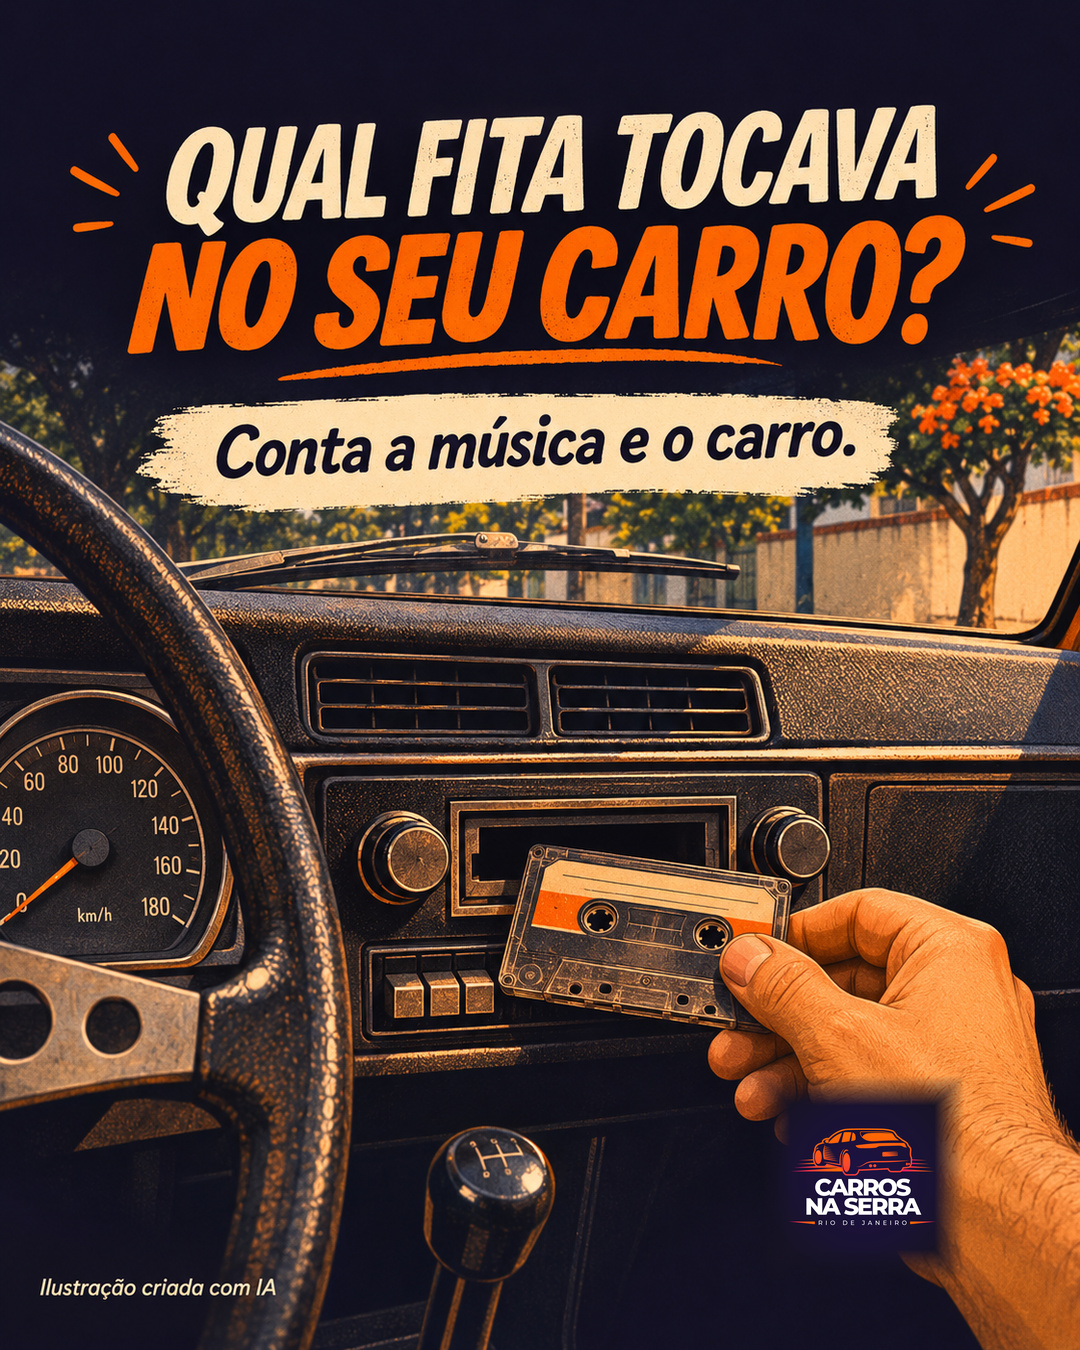 QUAL FITA TOCAVA
NO SEU CARRO?
Conta a música e o carro.
60
80
100
120
40
140
20
160
0
180
km/h
CARROS
NA SERRA
RIO DE JANEIRO
Ilustração criada com IA